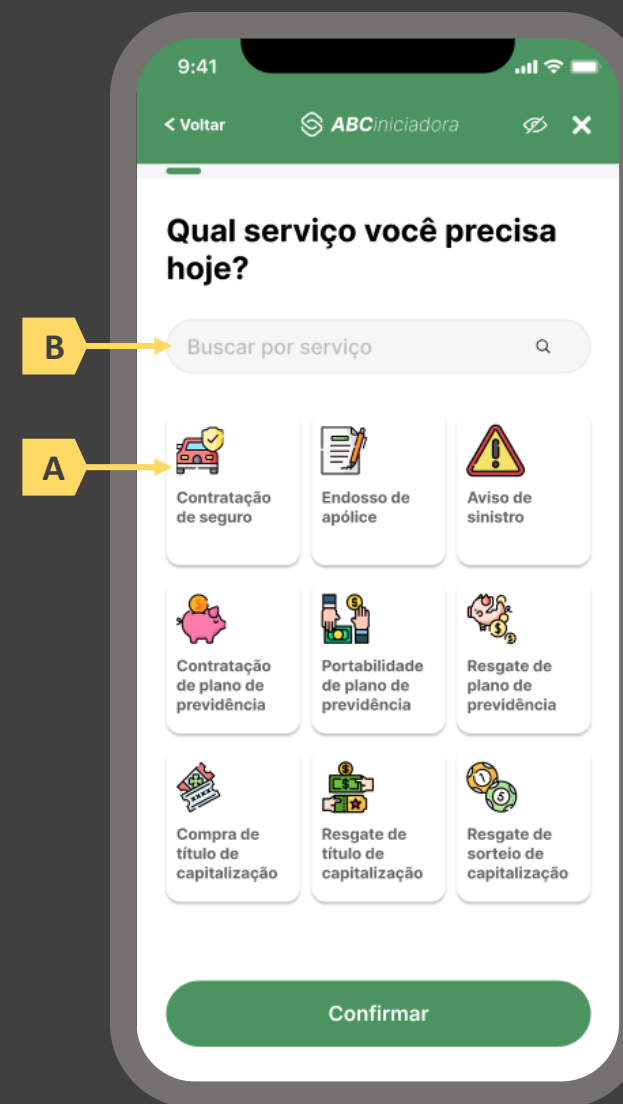 9:41
< Voltar
ABCiniciadora
Qual serviço você precisa
hoje?
B
Buscar por serviço
A
Contratação
de seguro
Endosso de
apólice
Aviso de
sinistro
Contratação
de plano de
previdência
Portabilidade
de plano de
previdência
Resgate de
plano de
previdência
Compra de
título de
capitalização
Resgate de
título de
capitalização
Resgate de
sorteio de
capitalização
Confirmar